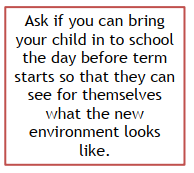 Ask if you can bring
your child in to school
the day before term
starts so that they can
see for themselves
what the new
environment looks
like.